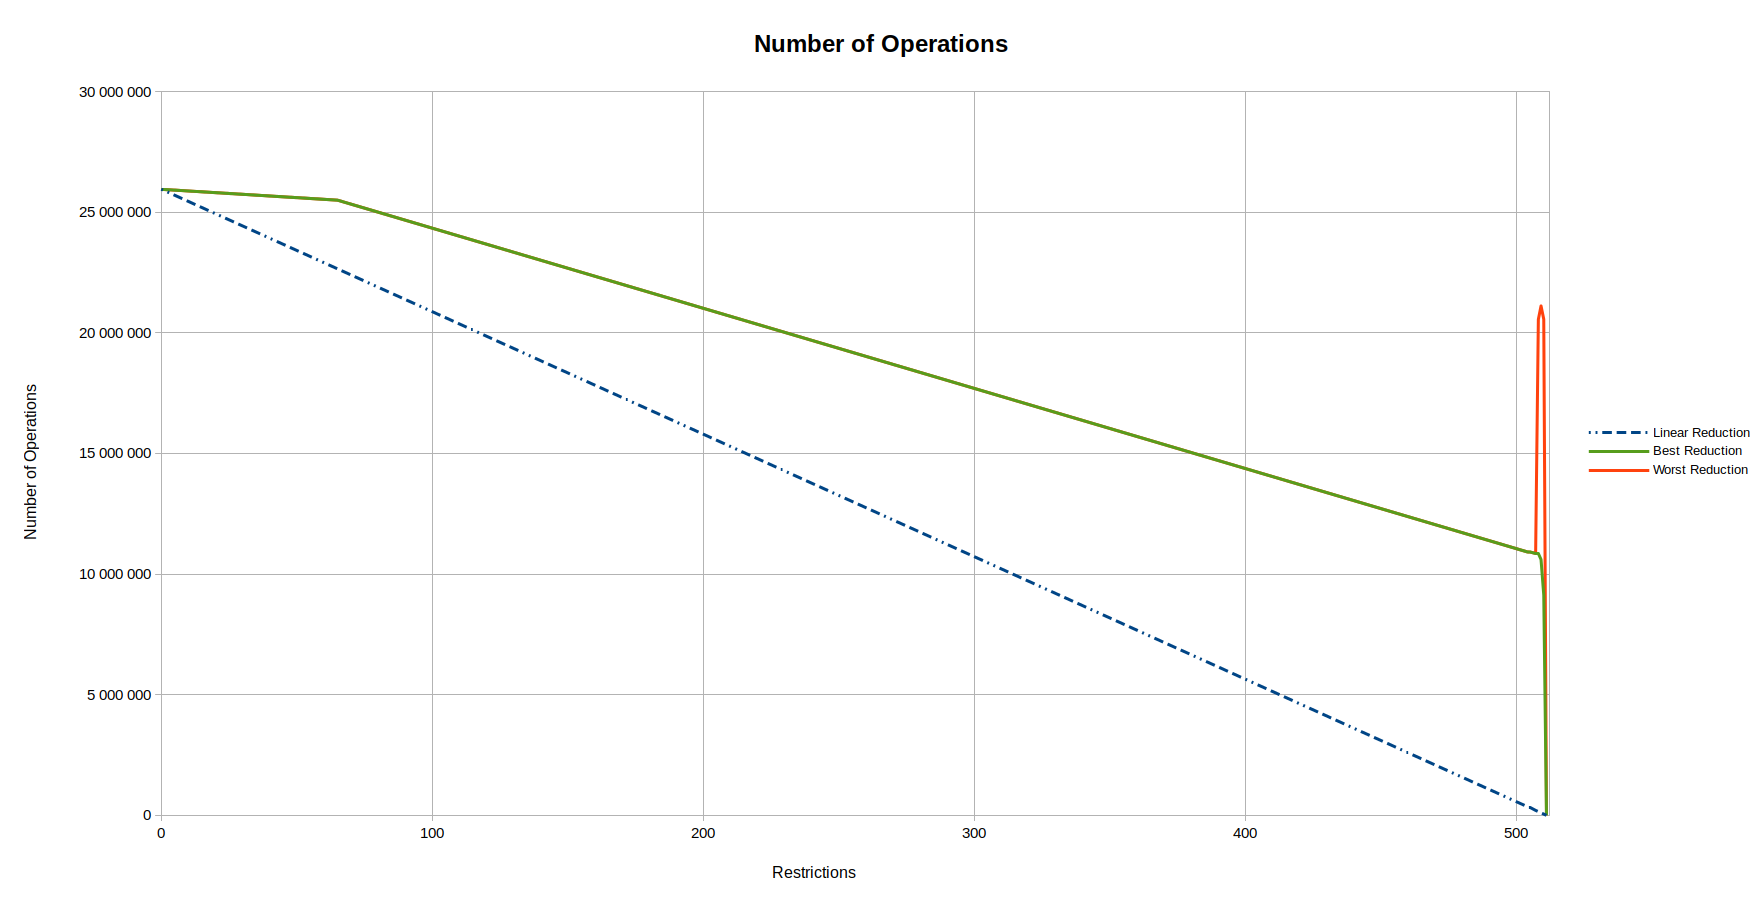 Number of Operations
30 000 000
25 000 000
20 000 000
15 000 000
10 000 000
5 000 000
0
Number of Operations
0 100 200 300 400 500
Restrictions
Linear Reduction
Best Reduction
Worst Reduction